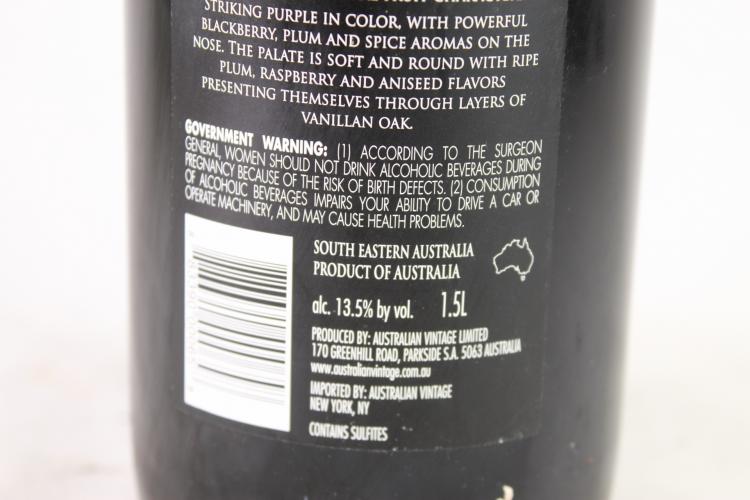 STRIKING PURPLE IN COLOR, WITH POWERFUL
BLACKBERRY, PLUM AND SPICE AROMAS ON THE
NOSE. THE PALATE IS SOFT AND ROUND WITH RIPE
PLUM, RASPBERRY AND ANISEED FLAVORS
PRESENTING THEMSELVES THROUGH LAYERS OF
VANILLAN OAK.
GOVERNMENT WARNING: (1) ACCORDING TO THE SURGEON
GENERAL, WOMEN SHOULD NOT DRINK ALCOHOLIC BEVERAGES DURING
PREGNANCY BECAUSE OF THE RISK OF BIRTH DEFECTS. (2) CONSUMPTION
OF ALCOHOLIC BEVERAGES IMPAIRS YOUR ABILITY TO DRIVE A CAR OR
OPERATE MACHINERY, AND MAY CAUSE HEALTH PROBLEMS.
SOUTH EASTERN AUSTRALIA
PRODUCT OF AUSTRALIA
alc. 13.5% by vol. 1.5L
PRODUCED BY: AUSTRALIAN VINTAGE LIMITED
170 GREENHILL ROAD, PARKSIDE S.A. 5063 AUSTRALIA
www.australianvintage.com.au
IMPORTED BY: AUSTRALIAN VINTAGE
NEW YORK, NY
CONTAINS SULFITES